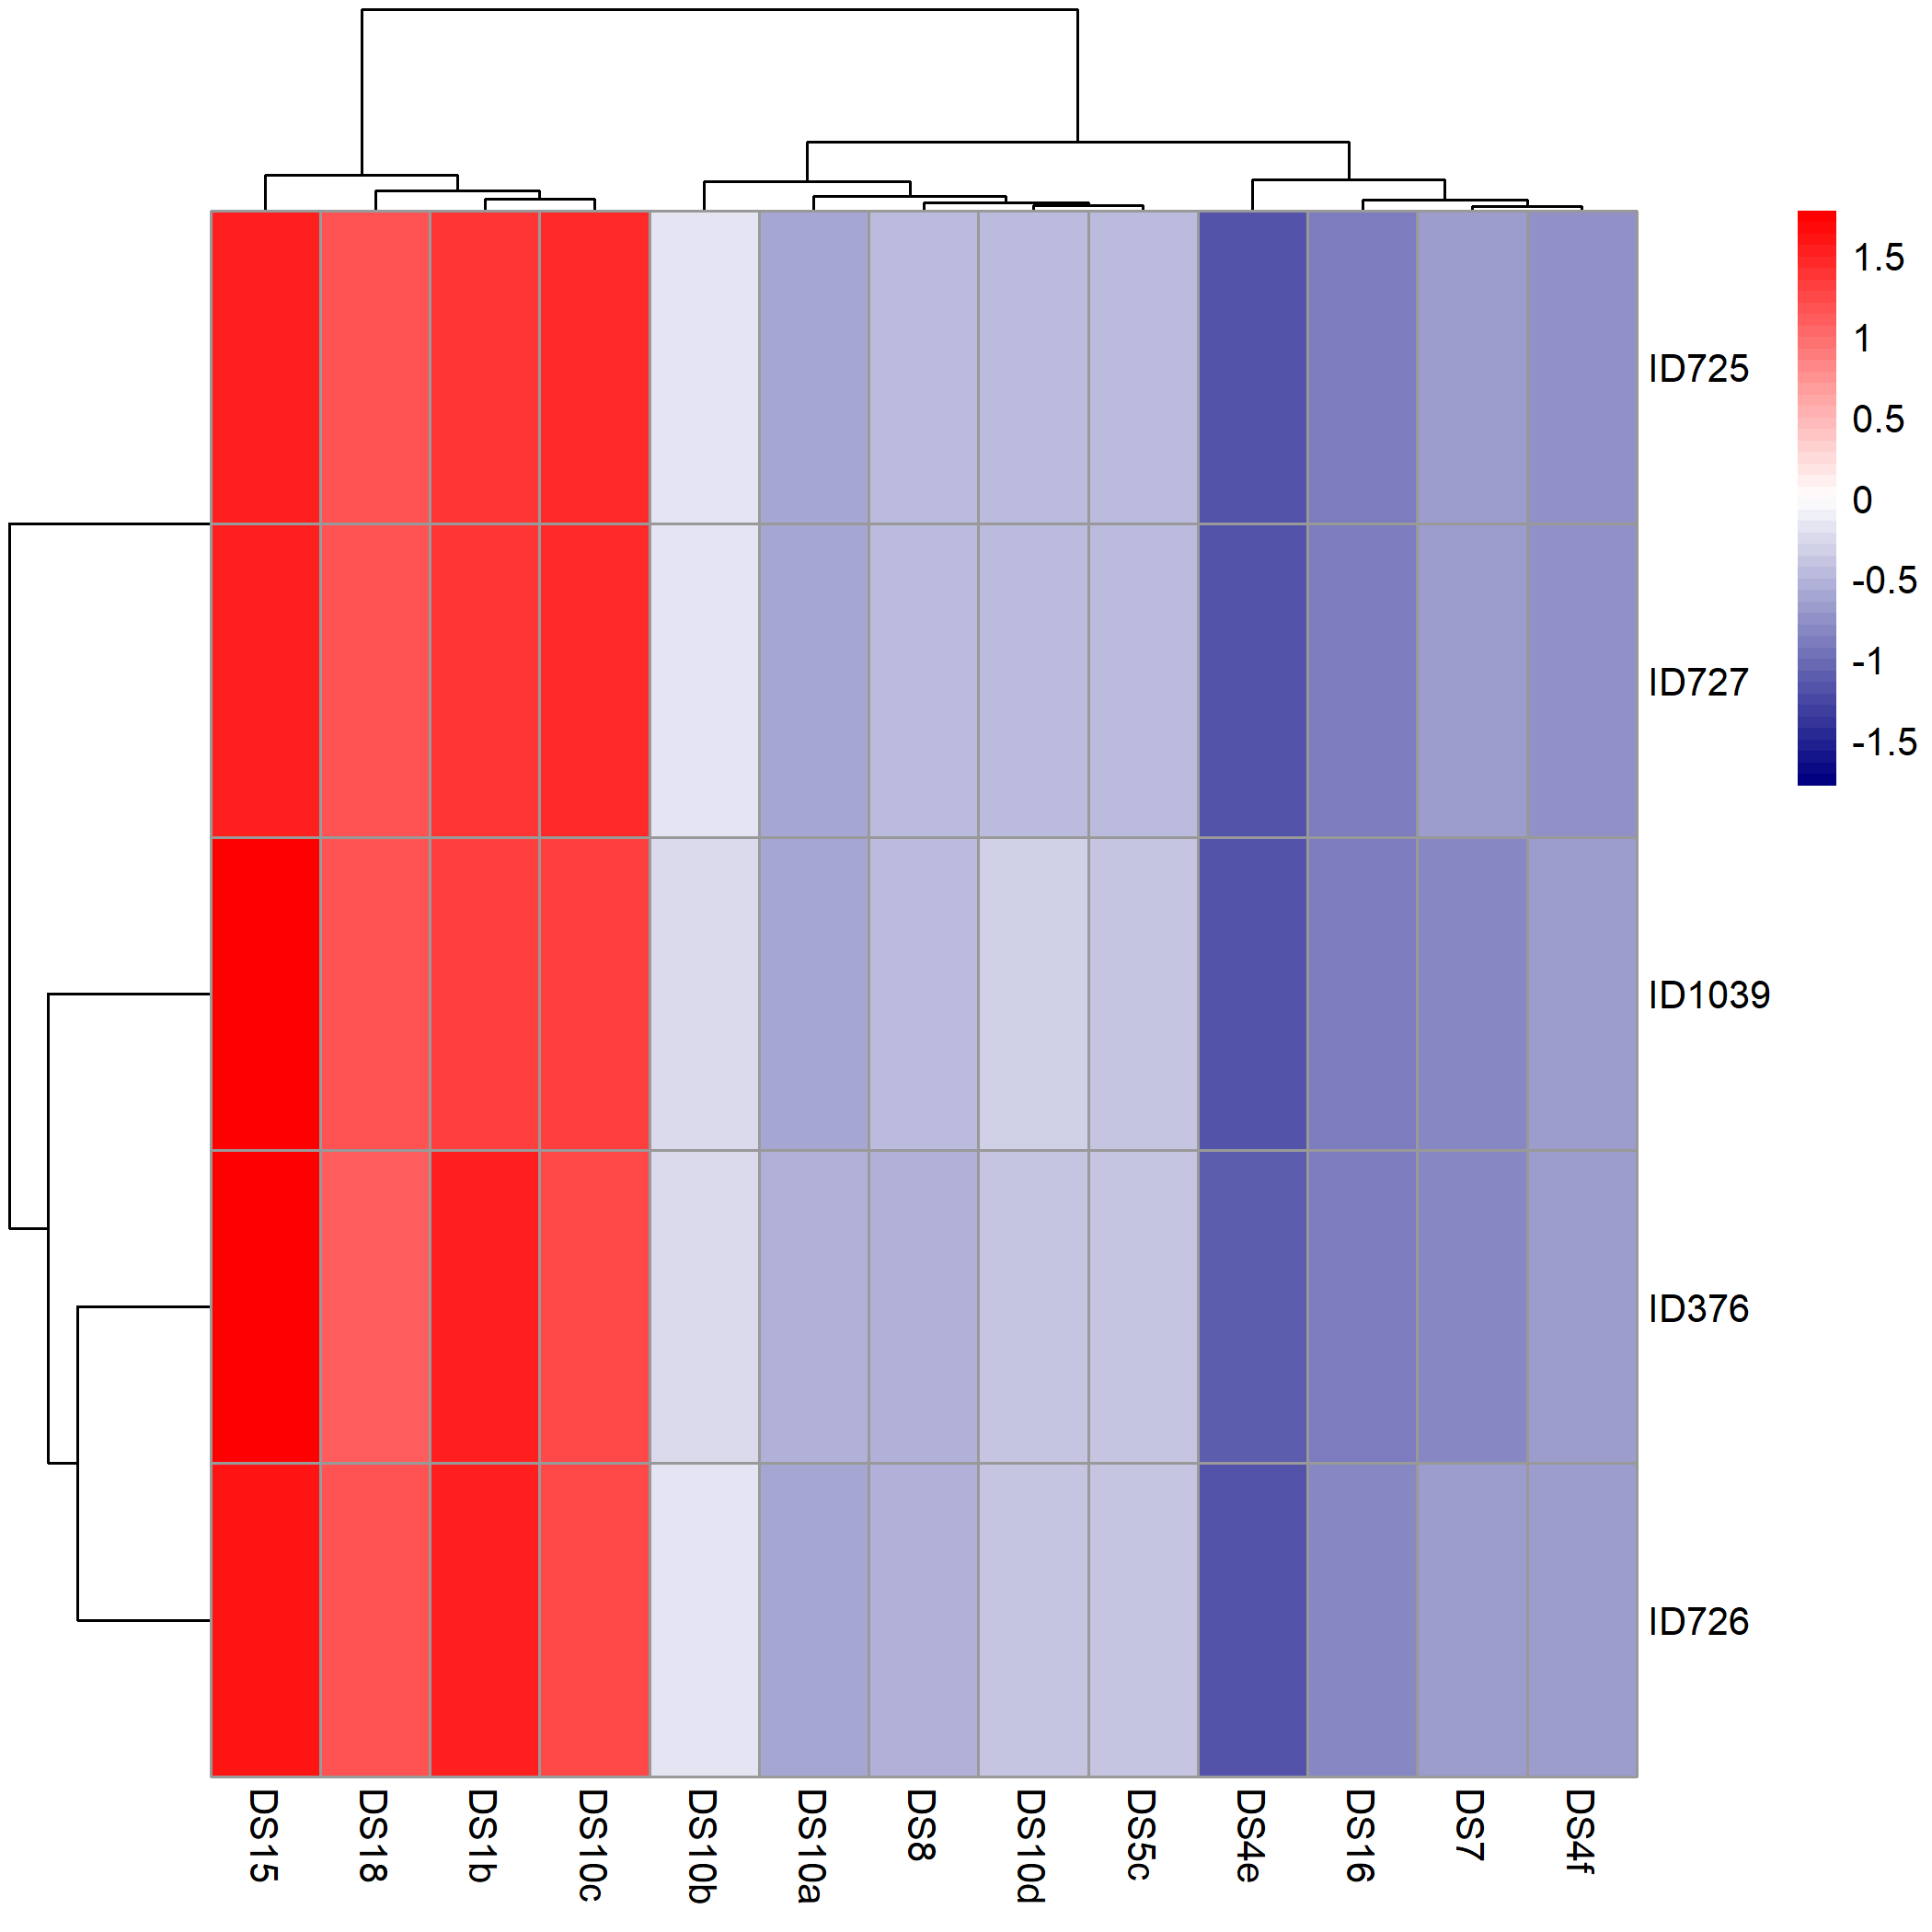 1.5
1
0.5
0
-0.5
-1
-1.5
ID725
ID727
ID1039
ID376
ID726
DS15
DS18
DS1b
DS10c
DS10b
DS10a
DS8
DS10d
DS5c
DS4e
DS16
DS7
DS4f